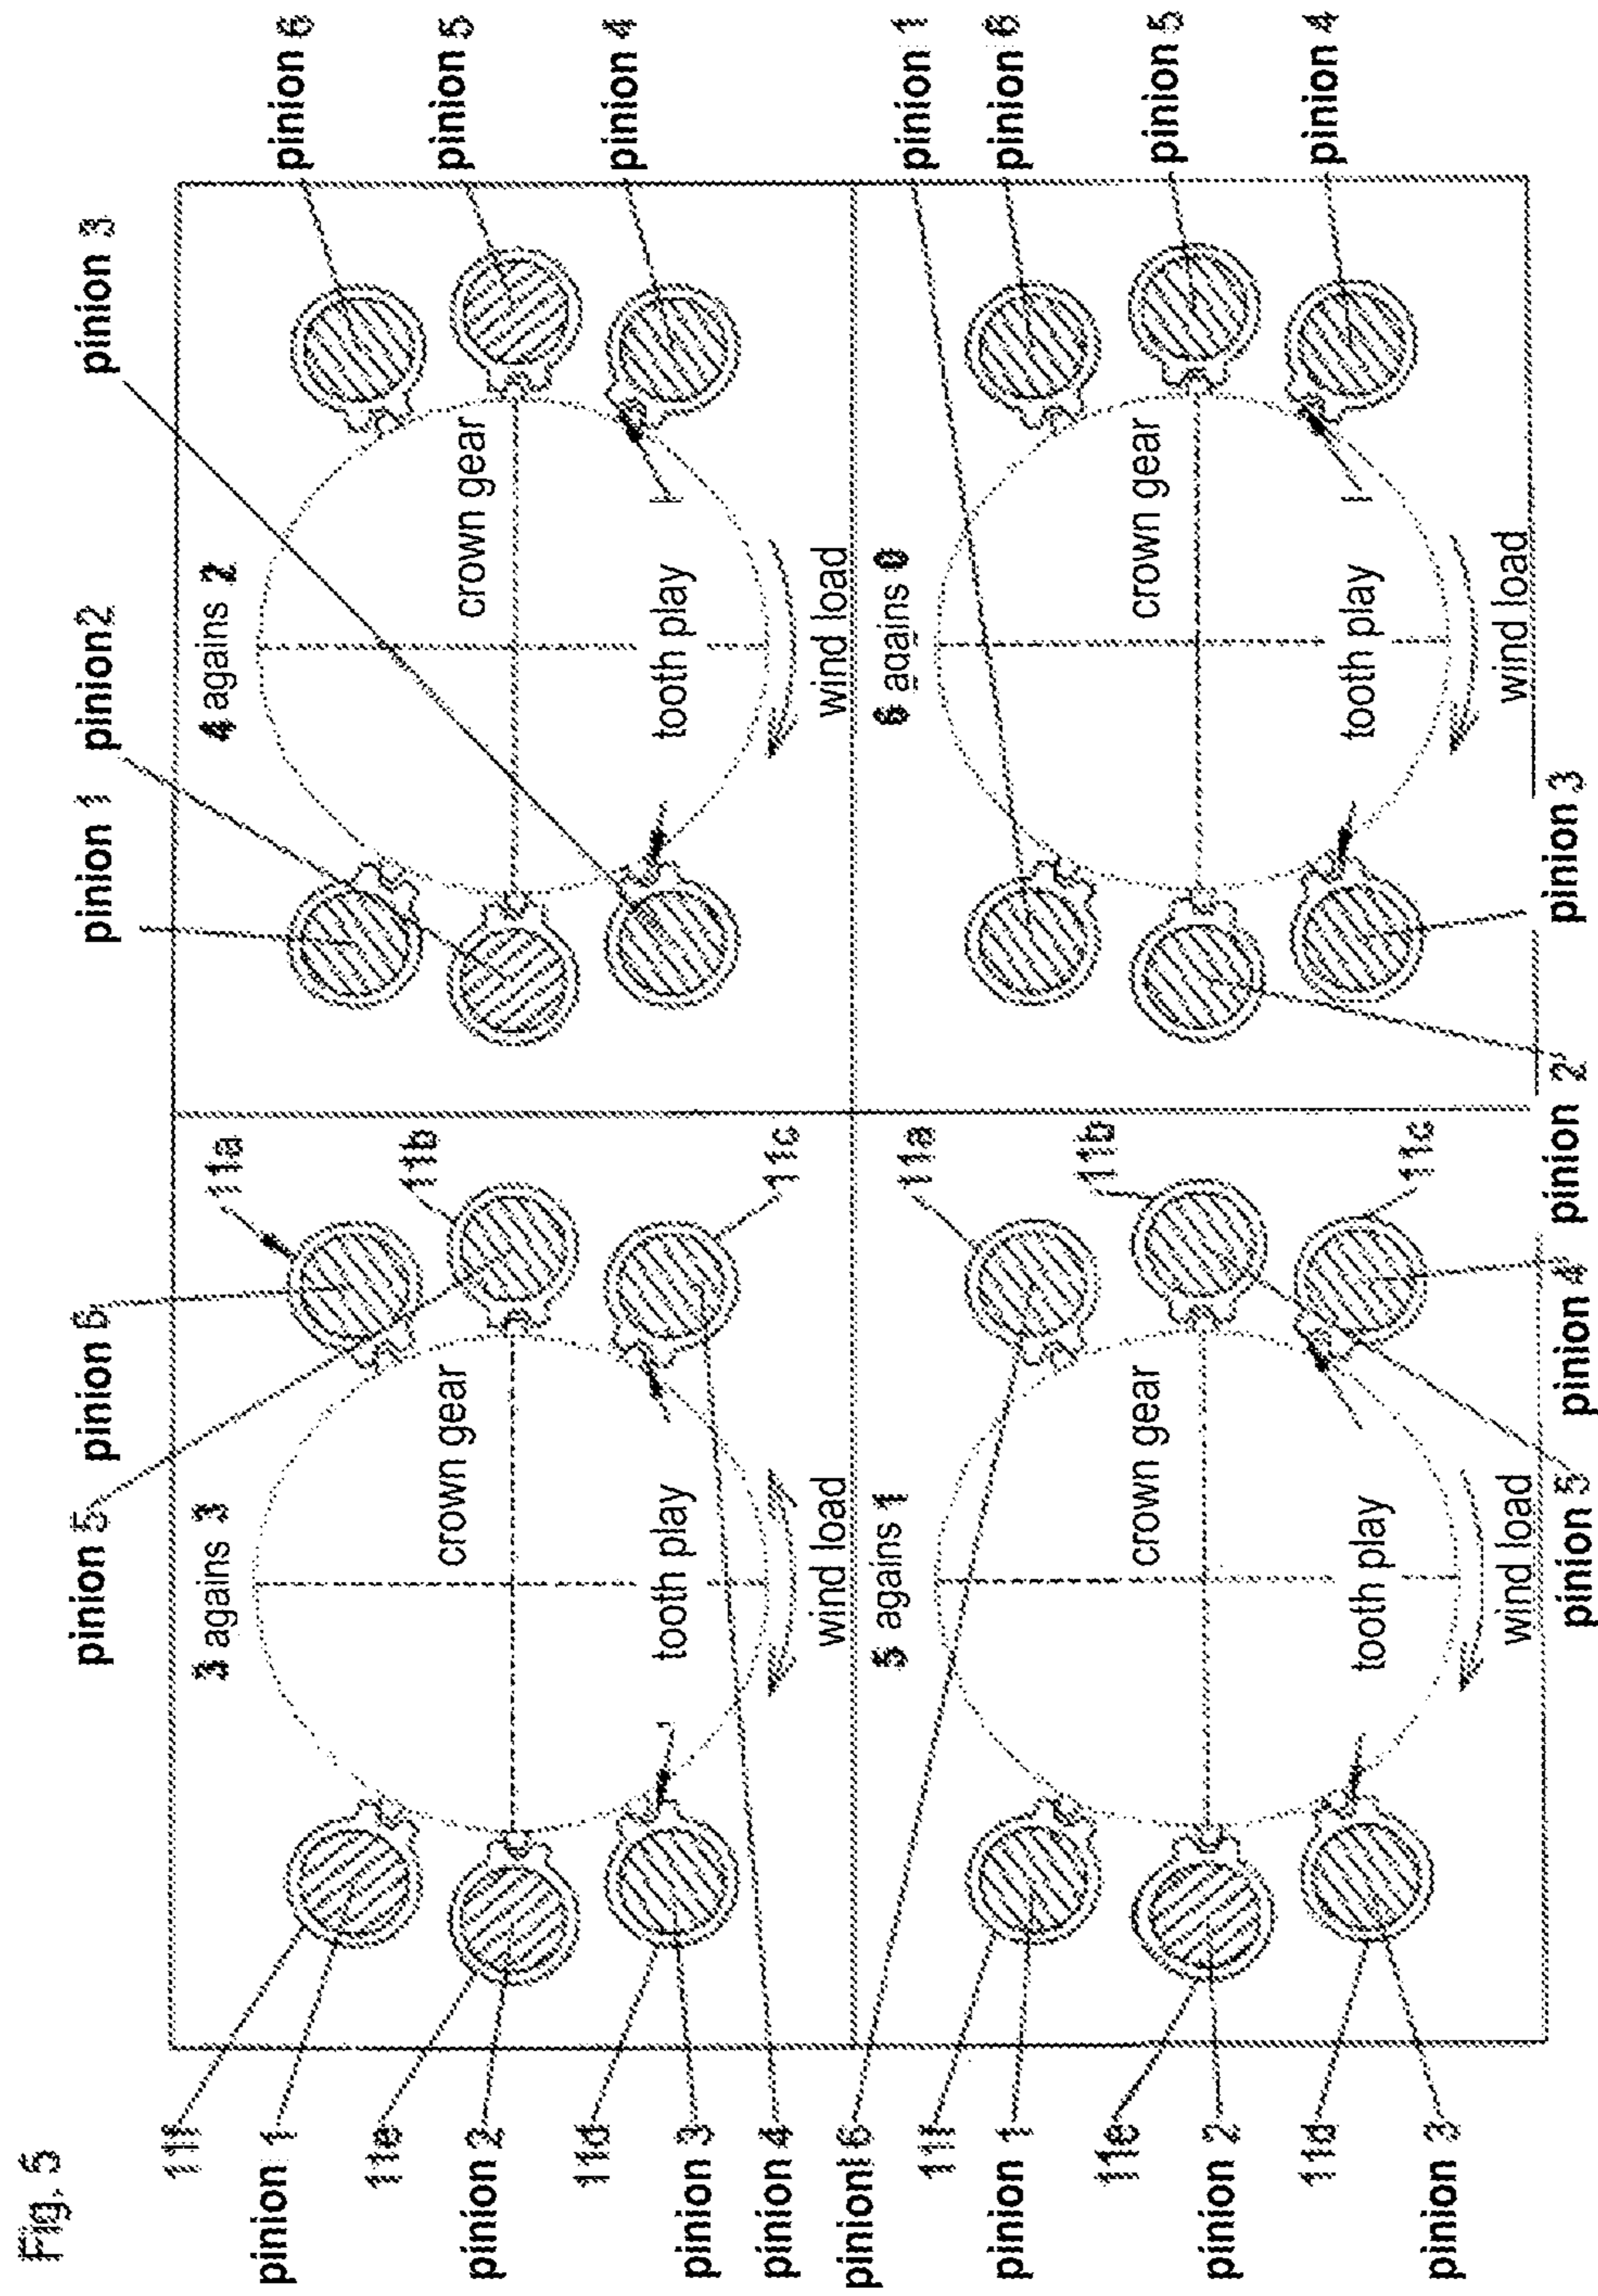 Fig. 5
3 agains 3
crown gear
tooth play
wind load
11f
pinion 1
11e
pinion 2
11d
pinion 3
pinion 4
pinion 5
pinion 6
11a
11b
11c
4 agains 2
crown gear
tooth play
wind load
pinion 1
pinion2
pinion 3
pinion 6
pinion 5
pinion 4
5 agains 1
crown gear
tooth play
wind load
pinion 6
11f
pinion 1
11e
pinion 2
11d
pinion 3
11a
11b
11c
pinion 5
pinion 4
6 agains 0
crown gear
tooth play
wind load
pinion 1
pinion 6
pinion 5
pinion 4
pinion 2
pinion 3